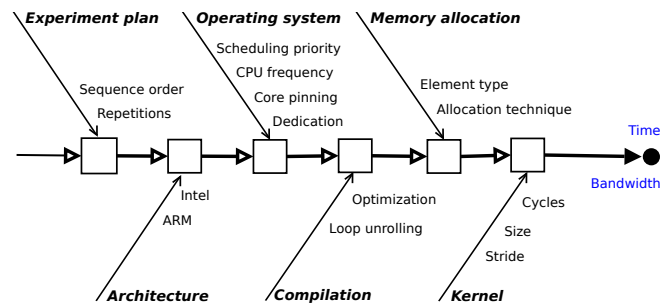 Experiment plan
Operating system
Memory allocation
Sequence order
Repetitions
Scheduling priority
CPU frequency
Core pinning
Dedication
Element type
Allocation technique
Time
Bandwidth
Intel
ARM
Optimization
Loop unrolling
Cycles
Size
Stride
Architecture
Compilation
Kernel